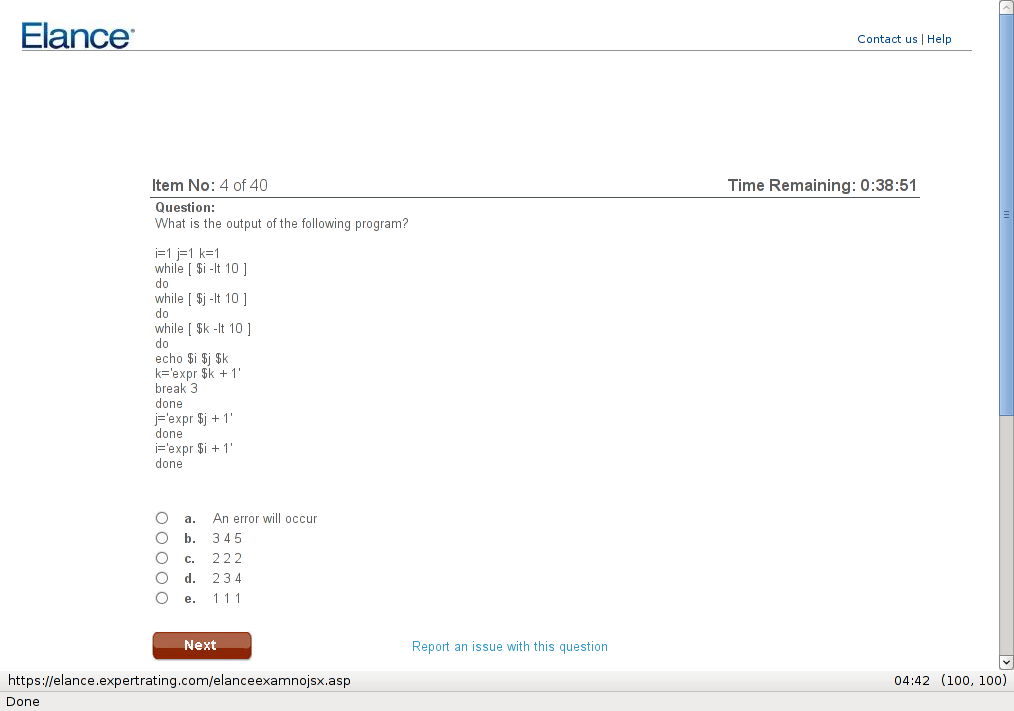 Elance
Contact us | Help
Item No: 4 of 40
Time Remaining: 0:38:51
Question:
What is the output of the following program?
i=1 j=1 k=1
while [ $i -lt 10 ]
do
while [ $j -lt 10 ]
do
while [ $k -lt 10 ]
do
echo $i $j $k
k='expr $k + 1'
break 3
done
j='expr $j + 1'
done
i='expr $i + 1'
done
a. An error will occur
b. 3 4 5
c. 2 2 2
d. 2 3 4
e. 1 1 1
Next
Report an issue with this question
https://elance.expertrating.com/elanceexamnojsx.asp
04:42 (100, 100)
Done